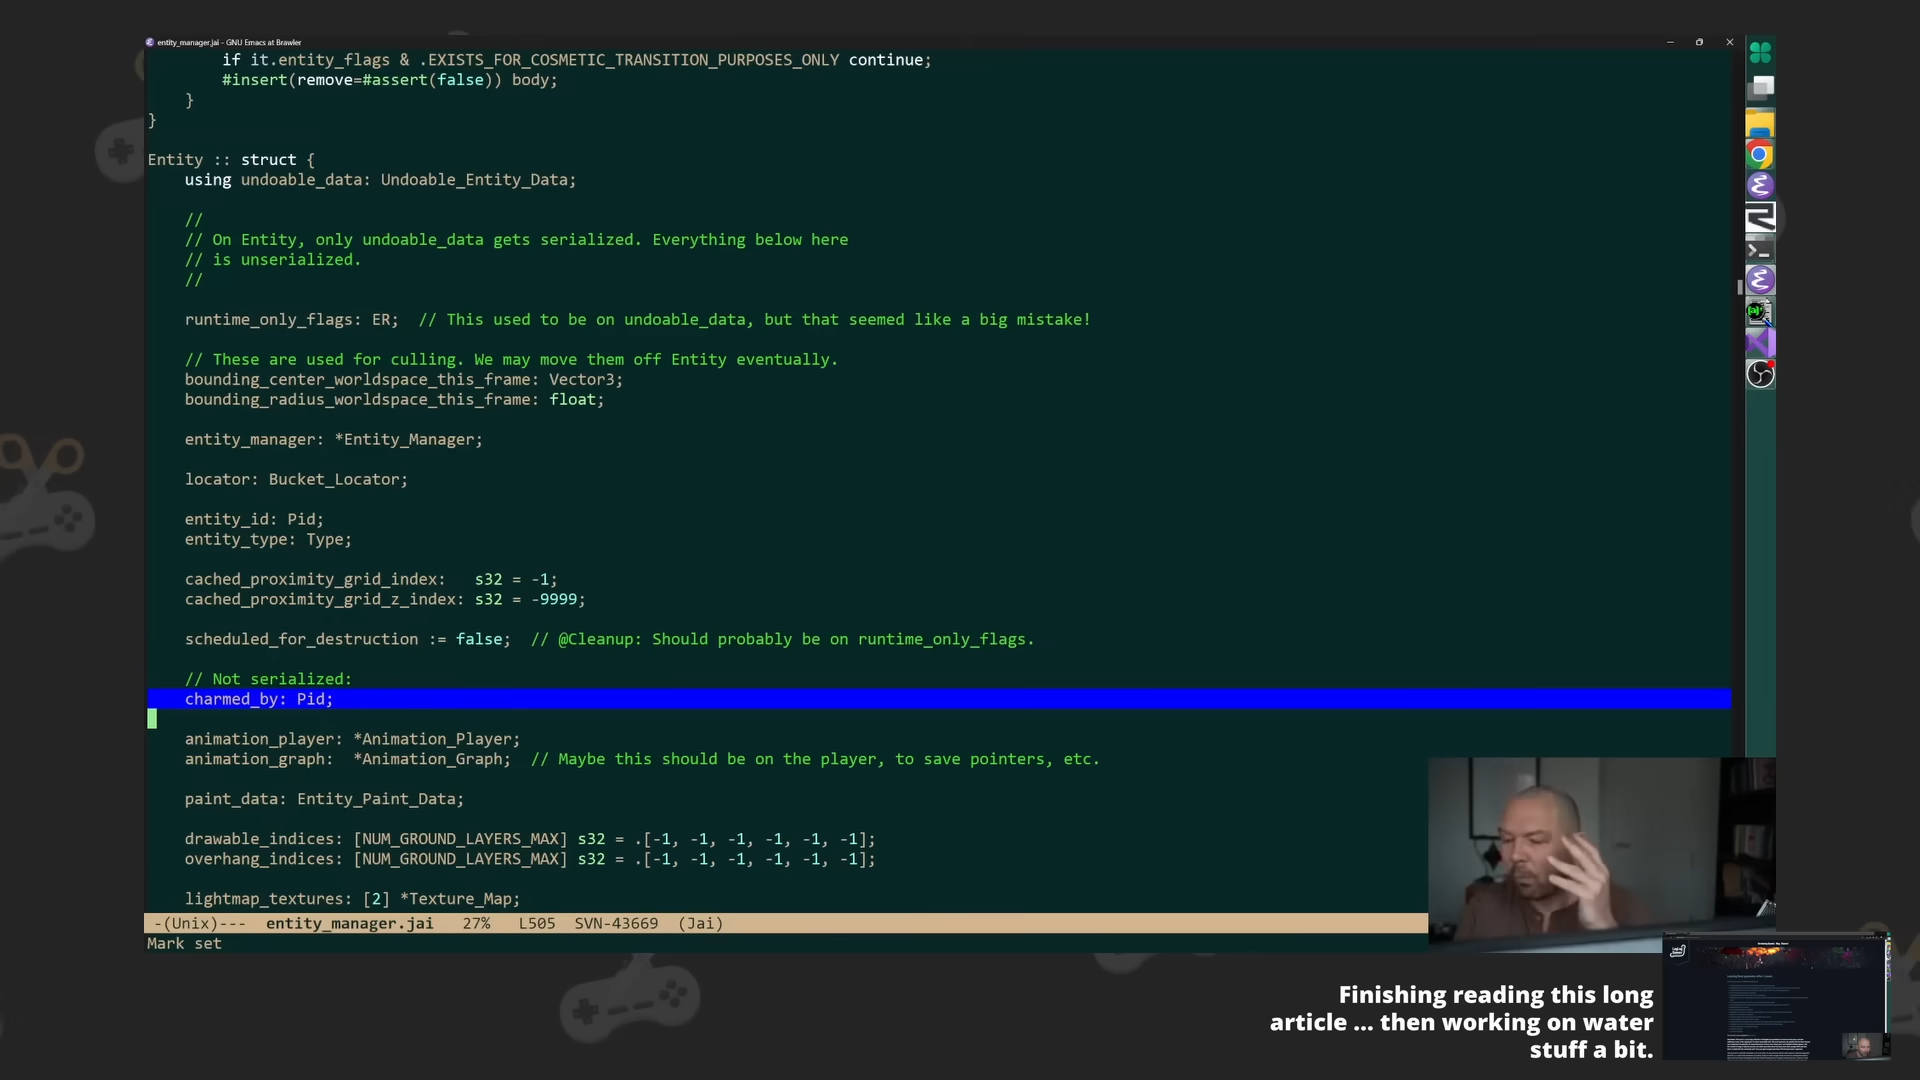 entity_manager.jai - GNU Emacs at Brawler
if it.entity_flags & .EXISTS_FOR_COSMETIC_TRANSITION_PURPOSES_ONLY continue;
#insert(remove=#assert(false)) body;
}
}
Entity :: struct {
using undoable_data: Undoable_Entity_Data;
//
// On Entity, only undoable_data gets serialized. Everything below here
// is unserialized.
//
runtime_only_flags: ER;  // This used to be on undoable_data, but that seemed like a big mistake!
// These are used for culling. We may move them off Entity eventually.
bounding_center_worldspace_this_frame: Vector3;
bounding_radius_worldspace_this_frame: float;
entity_manager: *Entity_Manager;
locator: Bucket_Locator;
entity_id: Pid;
entity_type: Type;
cached_proximity_grid_index:   s32 = -1;
cached_proximity_grid_z_index: s32 = -9999;
scheduled_for_destruction := false;  // @Cleanup: Should probably be on runtime_only_flags.
// Not serialized:
charmed_by: Pid;
animation_player: *Animation_Player;
animation_graph:  *Animation_Graph;  // Maybe this should be on the player, to save pointers, etc.
paint_data: Entity_Paint_Data;
drawable_indices: [NUM_GROUND_LAYERS_MAX] s32 = .[-1, -1, -1, -1, -1, -1];
overhang_indices: [NUM_GROUND_LAYERS_MAX] s32 = .[-1, -1, -1, -1, -1, -1];
lightmap_textures: [2] *Texture_Map;
-(Unix)---  entity_manager.jai   27%   L505  SVN-43669  (Jai)
Mark set
Finishing reading this long
article ... then working on water
stuff a bit.